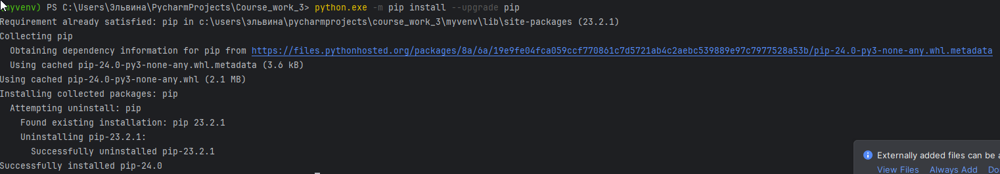 (myvenv) PS C:\Users\Эльвина\PycharmProjects\Course_work_3> python.exe -m pip install --upgrade pip
Requirement already satisfied: pip in c:\users\эльвина\pycharmprojects\course_work_3\myvenv\lib\site-packages (23.2.1)
Collecting pip
Obtaining dependency information for pip from https://files.pythonhosted.org/packages/8a/6a/19e9fe04fca059ccf770861c7d5721ab4c2aebc539889e97c7977528a53b/pip-24.0-py3-none-any.whl.metadata
Using cached pip-24.0-py3-none-any.whl.metadata (3.6 kB)
Using cached pip-24.0-py3-none-any.whl (2.1 MB)
Installing collected packages: pip
Attempting uninstall: pip
Found existing installation: pip 23.2.1
Uninstalling pip-23.2.1:
Successfully uninstalled pip-23.2.1
Successfully installed pip-24.0
Externally added files can be
View Files Always Add